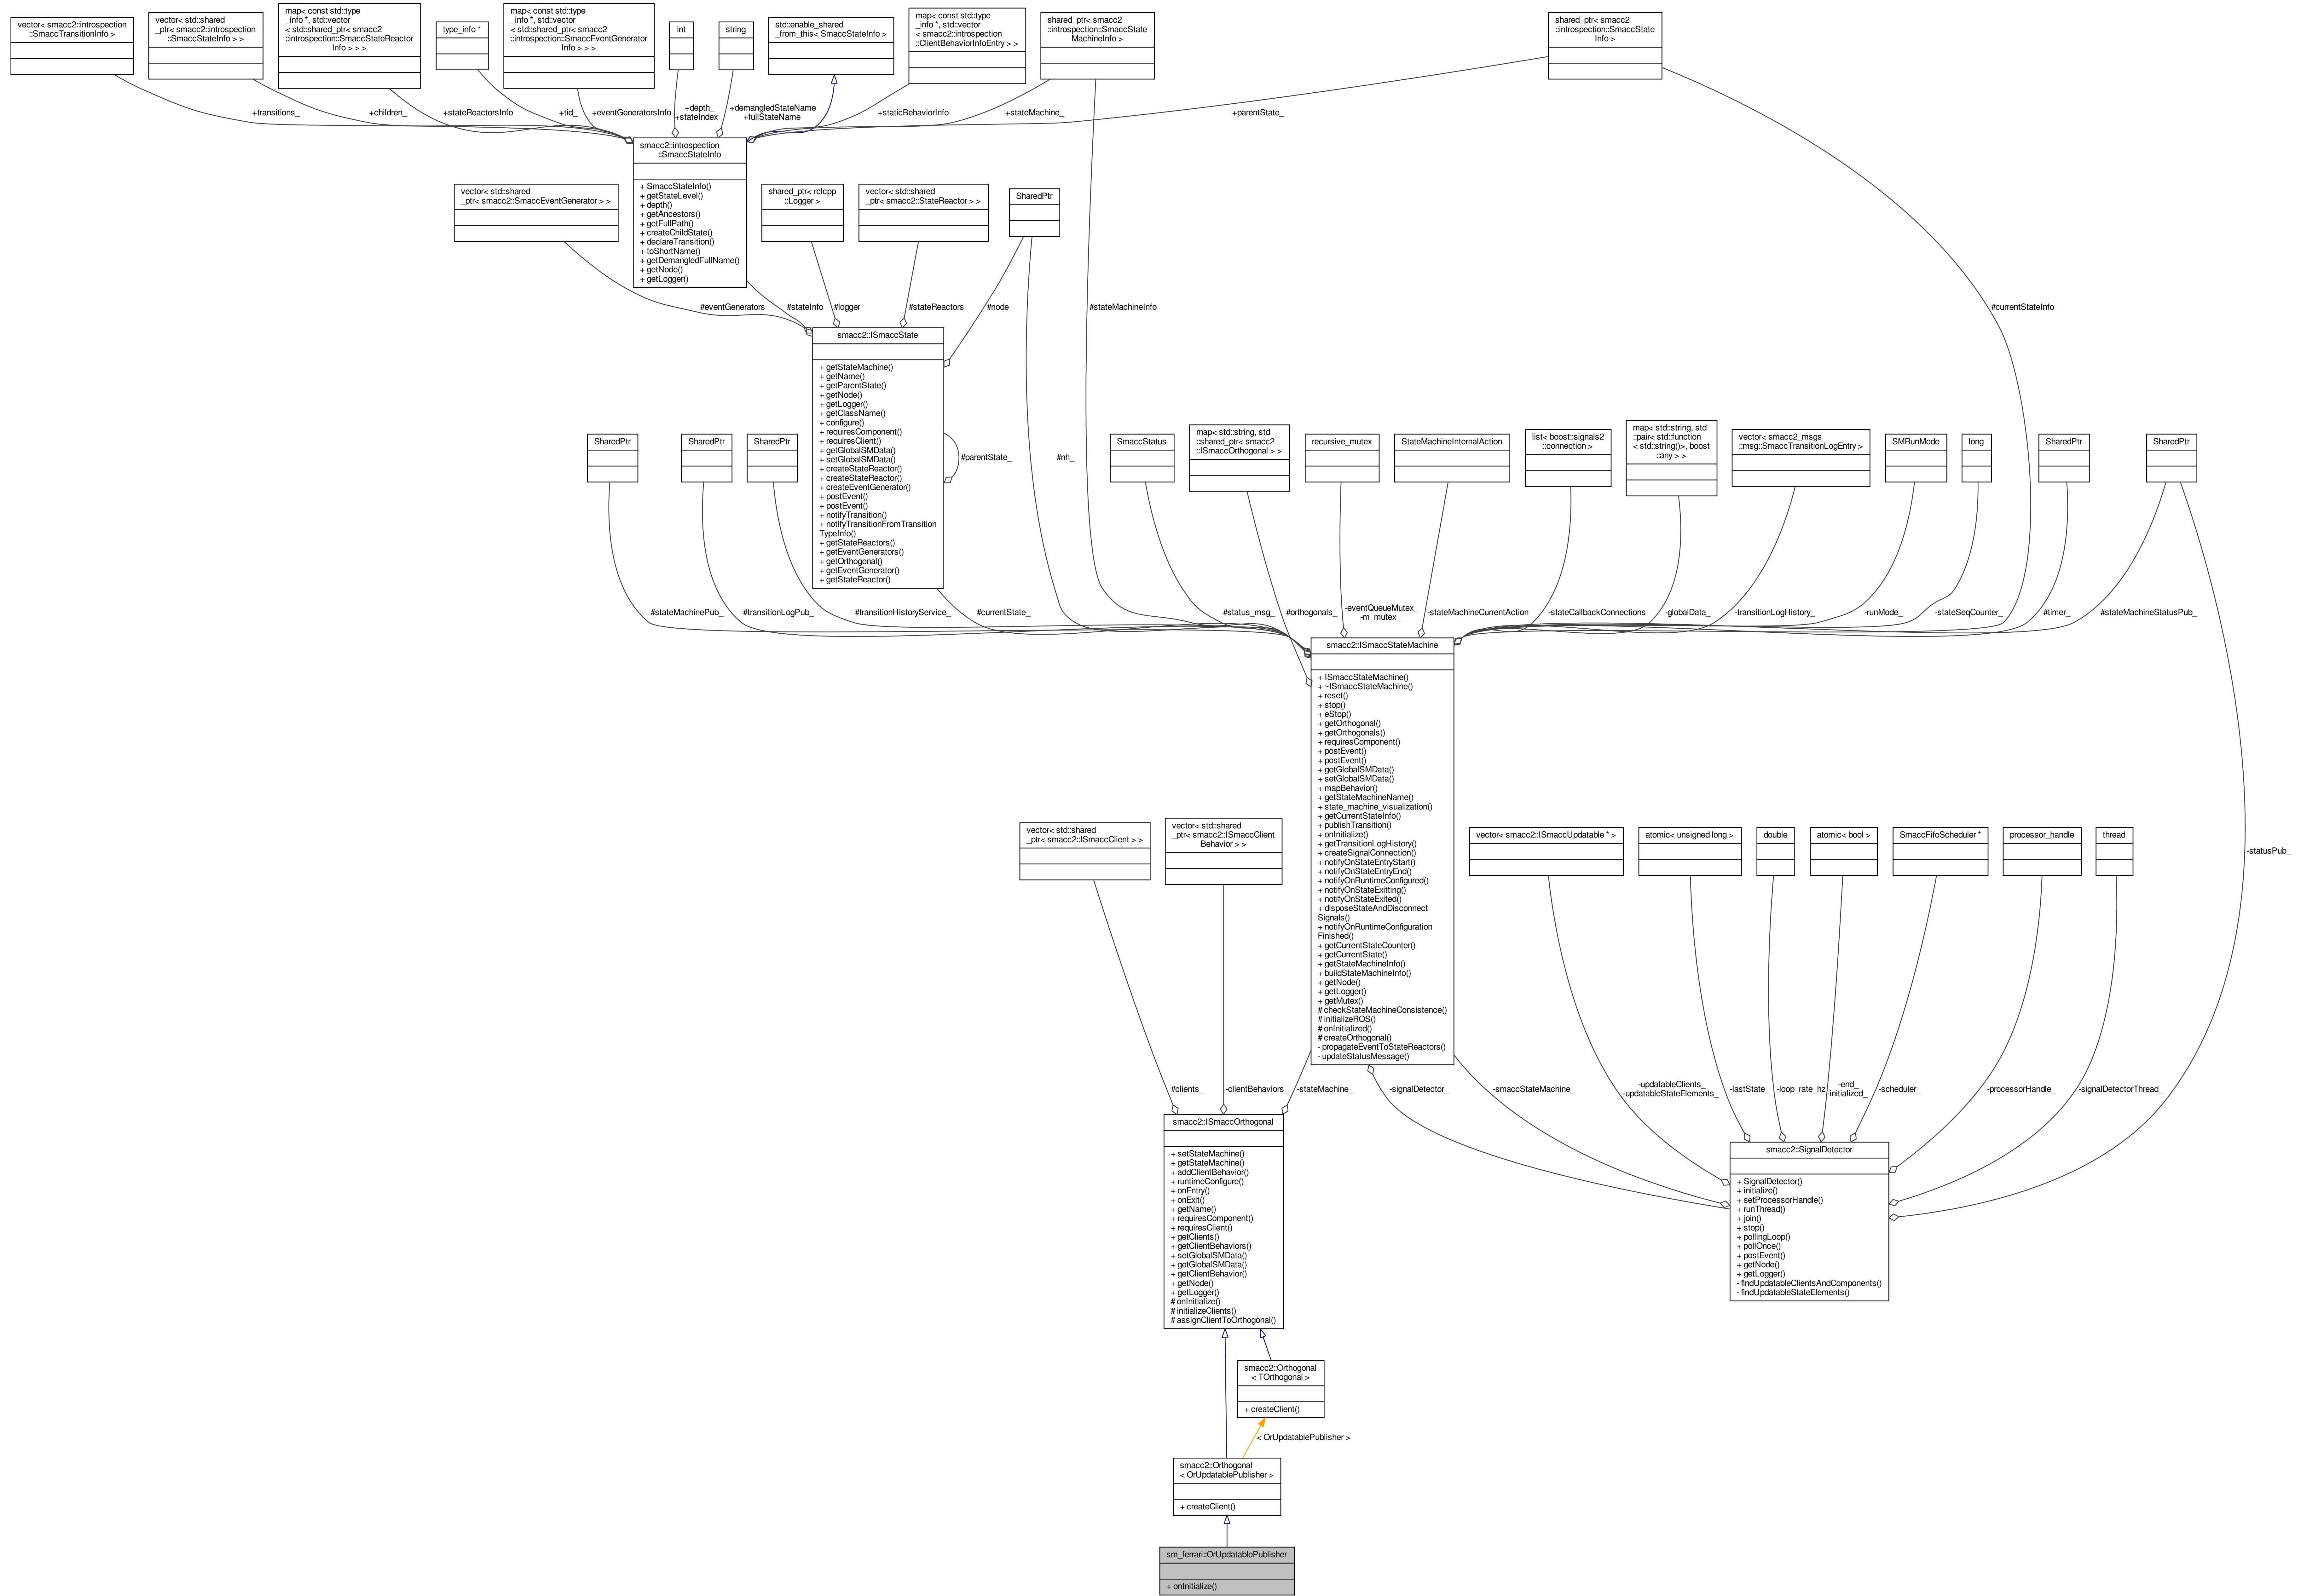 vector< smacc2::introspection
::SmaccTransitionInfo >
vector< std::shared
_ptr< smacc2::introspection
::SmaccStateInfo > >
map< const std::type
_info *, std::vector
< std::shared_ptr< smacc2
::introspection::SmaccStateReactor
Info > > >
type_info *
map< const std::type
_info *, std::vector
< std::shared_ptr< smacc2
::introspection::SmaccEventGenerator
Info > > >
int
string
std::enable_shared
_from_this< SmaccStateInfo >
map< const std::type
_info *, std::vector
< smacc2::introspection
::ClientBehaviorInfoEntry > >
shared_ptr< smacc2
::introspection::SmaccState
MachineInfo >
shared_ptr< smacc2
::introspection::SmaccState
Info >
+transitions_
+children_
+stateReactorsInfo
+tid_
+eventGeneratorsInfo
+depth_
+stateIndex_
+demangledStateName
+fullStateName
+staticBehaviorInfo
+stateMachine_
+parentState_
smacc2::introspection
::SmaccStateInfo
+ SmaccStateInfo()
+ getStateLevel()
+ depth()
+ getAncestors()
+ getFullPath()
+ createChildState()
+ declareTransition()
+ toShortName()
+ getDemangledFullName()
+ getNode()
+ getLogger()
vector< std::shared
_ptr< smacc2::SmaccEventGenerator > >
shared_ptr< rclcpp
::Logger >
vector< std::shared
_ptr< smacc2::StateReactor > >
SharedPtr
#eventGenerators_
#stateInfo_
#logger_
#stateReactors_
#node_
#stateMachineInfo_
#currentStateInfo_
smacc2::ISmaccState
+ getStateMachine()
+ getName()
+ getParentState()
+ getNode()
+ getLogger()
+ getClassName()
+ configure()
+ requiresComponent()
+ requiresClient()
+ getGlobalSMData()
+ setGlobalSMData()
+ createStateReactor()
+ createStateReactor()
+ createEventGenerator()
+ postEvent()
+ postEvent()
+ notifyTransition()
+ notifyTransitionFromTransition
TypeInfo()
+ getStateReactors()
+ getEventGenerators()
+ getOrthogonal()
+ getEventGenerator()
+ getStateReactor()
#parentState_
#nh_
SharedPtr
SharedPtr
SharedPtr
SmaccStatus
map< std::string, std
::shared_ptr< smacc2
::ISmaccOrthogonal > >
recursive_mutex
StateMachineInternalAction
list< boost::signals2
::connection >
map< std::string, std
::pair< std::function
< std::string()>, boost
::any > >
vector< smacc2_msgs
::msg::SmaccTransitionLogEntry >
SMRunMode
long
SharedPtr
SharedPtr
#stateMachinePub_
#transitionLogPub_
#transitionHistoryService_
#currentState_
#status_msg_
#orthogonals_
-eventQueueMutex_
-m_mutex_
-stateMachineCurrentAction
-stateCallbackConnections
-globalData_
-transitionLogHistory_
-runMode_
-stateSeqCounter_
#timer_
#stateMachineStatusPub_
smacc2::ISmaccStateMachine
+ ISmaccStateMachine()
+ ~ISmaccStateMachine()
+ reset()
+ stop()
+ eStop()
+ getOrthogonal()
+ getOrthogonals()
+ requiresComponent()
+ postEvent()
+ postEvent()
+ getGlobalSMData()
+ setGlobalSMData()
+ mapBehavior()
+ getStateMachineName()
+ state_machine_visualization()
+ getCurrentStateInfo()
+ publishTransition()
+ onInitialize()
+ getTransitionLogHistory()
+ createSignalConnection()
+ notifyOnStateEntryStart()
+ notifyOnStateEntryEnd()
+ notifyOnRuntimeConfigured()
+ notifyOnStateExitting()
+ notifyOnStateExited()
+ disposeStateAndDisconnect
Signals()
+ notifyOnRuntimeConfiguration
Finished()
+ getCurrentStateCounter()
+ getCurrentState()
+ getStateMachineInfo()
+ buildStateMachineInfo()
+ getNode()
+ getLogger()
+ getMutex()
# checkStateMachineConsistence()
# initializeROS()
# onInitialized()
# createOrthogonal()
- propagateEventToStateReactors()
- updateStatusMessage()
vector< std::shared
_ptr< smacc2::ISmaccClient > >
vector< std::shared
_ptr< smacc2::ISmaccClient
Behavior > >
vector< smacc2::ISmaccUpdatable * >
atomic< unsigned long >
double
atomic< bool >
SmaccFifoScheduler *
processor_handle
thread
-statusPub_
#clients_
-clientBehaviors_
-stateMachine_
-signalDetector_
-smaccStateMachine_
-updatableClients_
-updatableStateElements_
-lastState_
-loop_rate_hz
-end_
-initialized_
-scheduler_
-processorHandle_
-signalDetectorThread_
smacc2::ISmaccOrthogonal
+ setStateMachine()
+ getStateMachine()
+ addClientBehavior()
+ runtimeConfigure()
+ onEntry()
+ onExit()
+ getName()
+ requiresComponent()
+ requiresClient()
+ getClients()
+ getClientBehaviors()
+ setGlobalSMData()
+ getGlobalSMData()
+ getClientBehavior()
+ getNode()
+ getLogger()
# onInitialize()
# initializeClients()
# assignClientToOrthogonal()
smacc2::SignalDetector
+ SignalDetector()
+ initialize()
+ setProcessorHandle()
+ runThread()
+ join()
+ stop()
+ pollingLoop()
+ pollOnce()
+ postEvent()
+ getNode()
+ getLogger()
- findUpdatableClientsAndComponents()
- findUpdatableStateElements()
smacc2::Orthogonal
< TOrthogonal >
+ createClient()
< OrUpdatablePublisher >
smacc2::Orthogonal
< OrUpdatablePublisher >
+ createClient()
sm_ferrari::OrUpdatablePublisher
+ onInitialize()